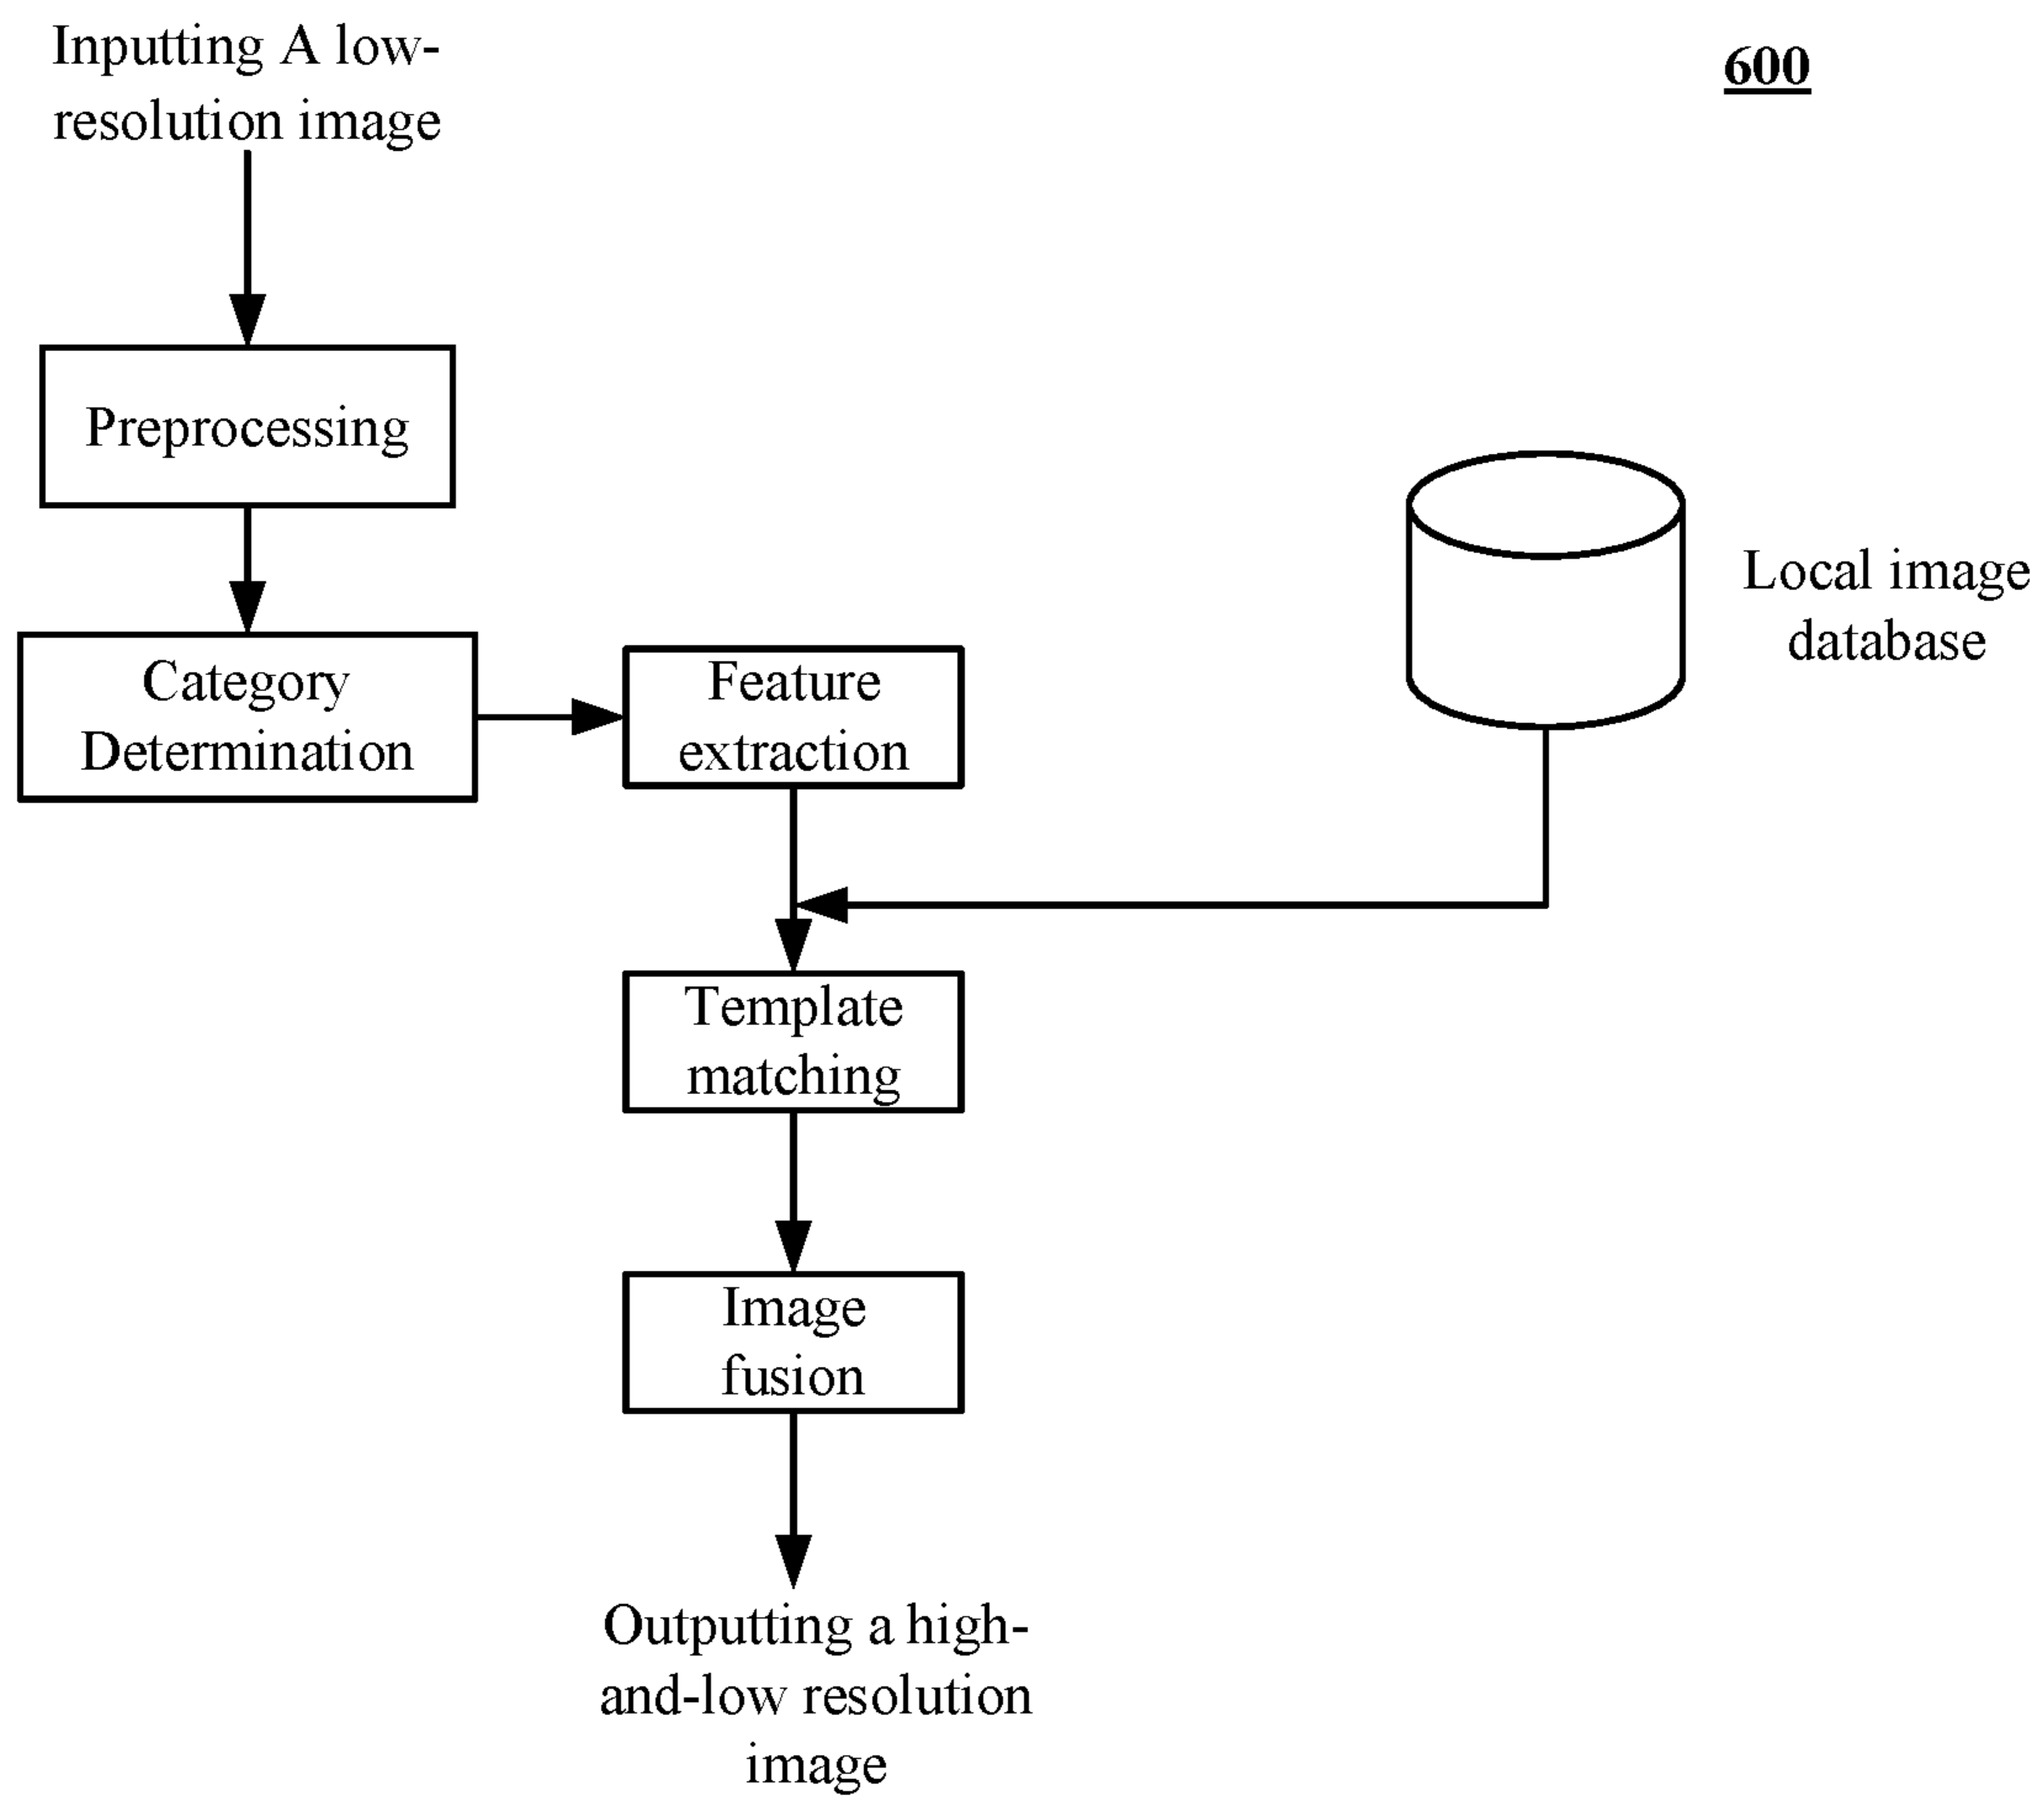 Inputting A low-
resolution image
600
Preprocessing
Category
Determination
Feature
extraction
Local image
database
Template
matching
Image
fusion
Outputting a high-
and-low resolution
image